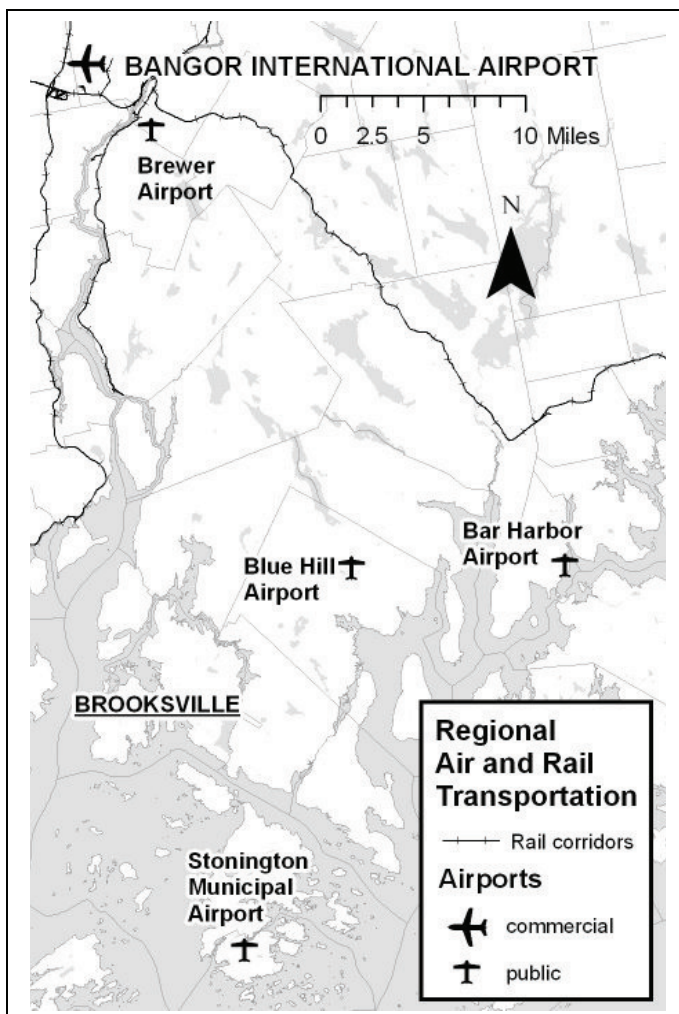 BANGOR INTERNATIONAL AIRPORT
0 2.5 5 10 Miles
Brewer
Airport
N
Bar Harbor
Airport
Blue Hill
Airport
BROOKSVILLE
Regional
Air and Rail
Transportation
Rail corridors
Airports
commercial
public
Stonington
Municipal
Airport